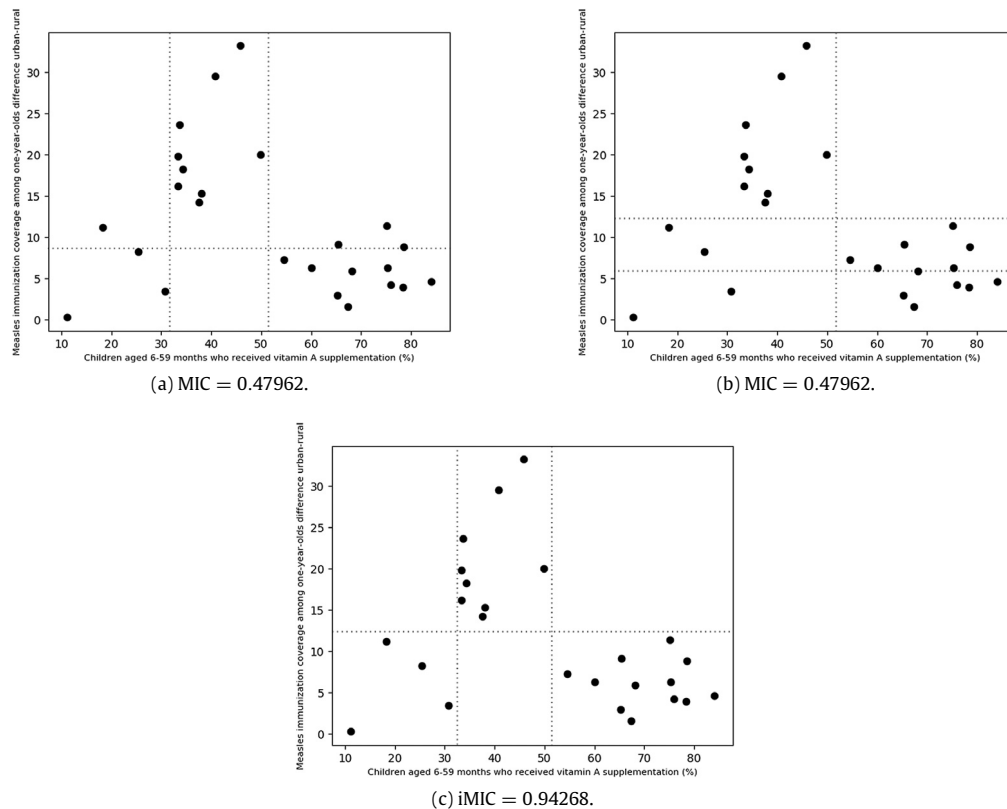 Measles immunization coverage among one-year-olds difference urban-rural
30
25
20
15
10
5
0
10 20 30 40 50 60 70 80
Children aged 6-59 months who received vitamin A supplementation (%)
(a) MIC = 0.47962.
Measles immunization coverage among one-year-olds difference urban-rural
30
25
20
15
10
5
0
10 20 30 40 50 60 70 80
Children aged 6-59 months who received vitamin A supplementation (%)
(b) MIC = 0.47962.
Measles immunization coverage among one-year-olds difference urban-rural
30
25
20
15
10
5
0
10 20 30 40 50 60 70 80
Children aged 6-59 months who received vitamin A supplementation (%)
(c) iMIC = 0.94268.